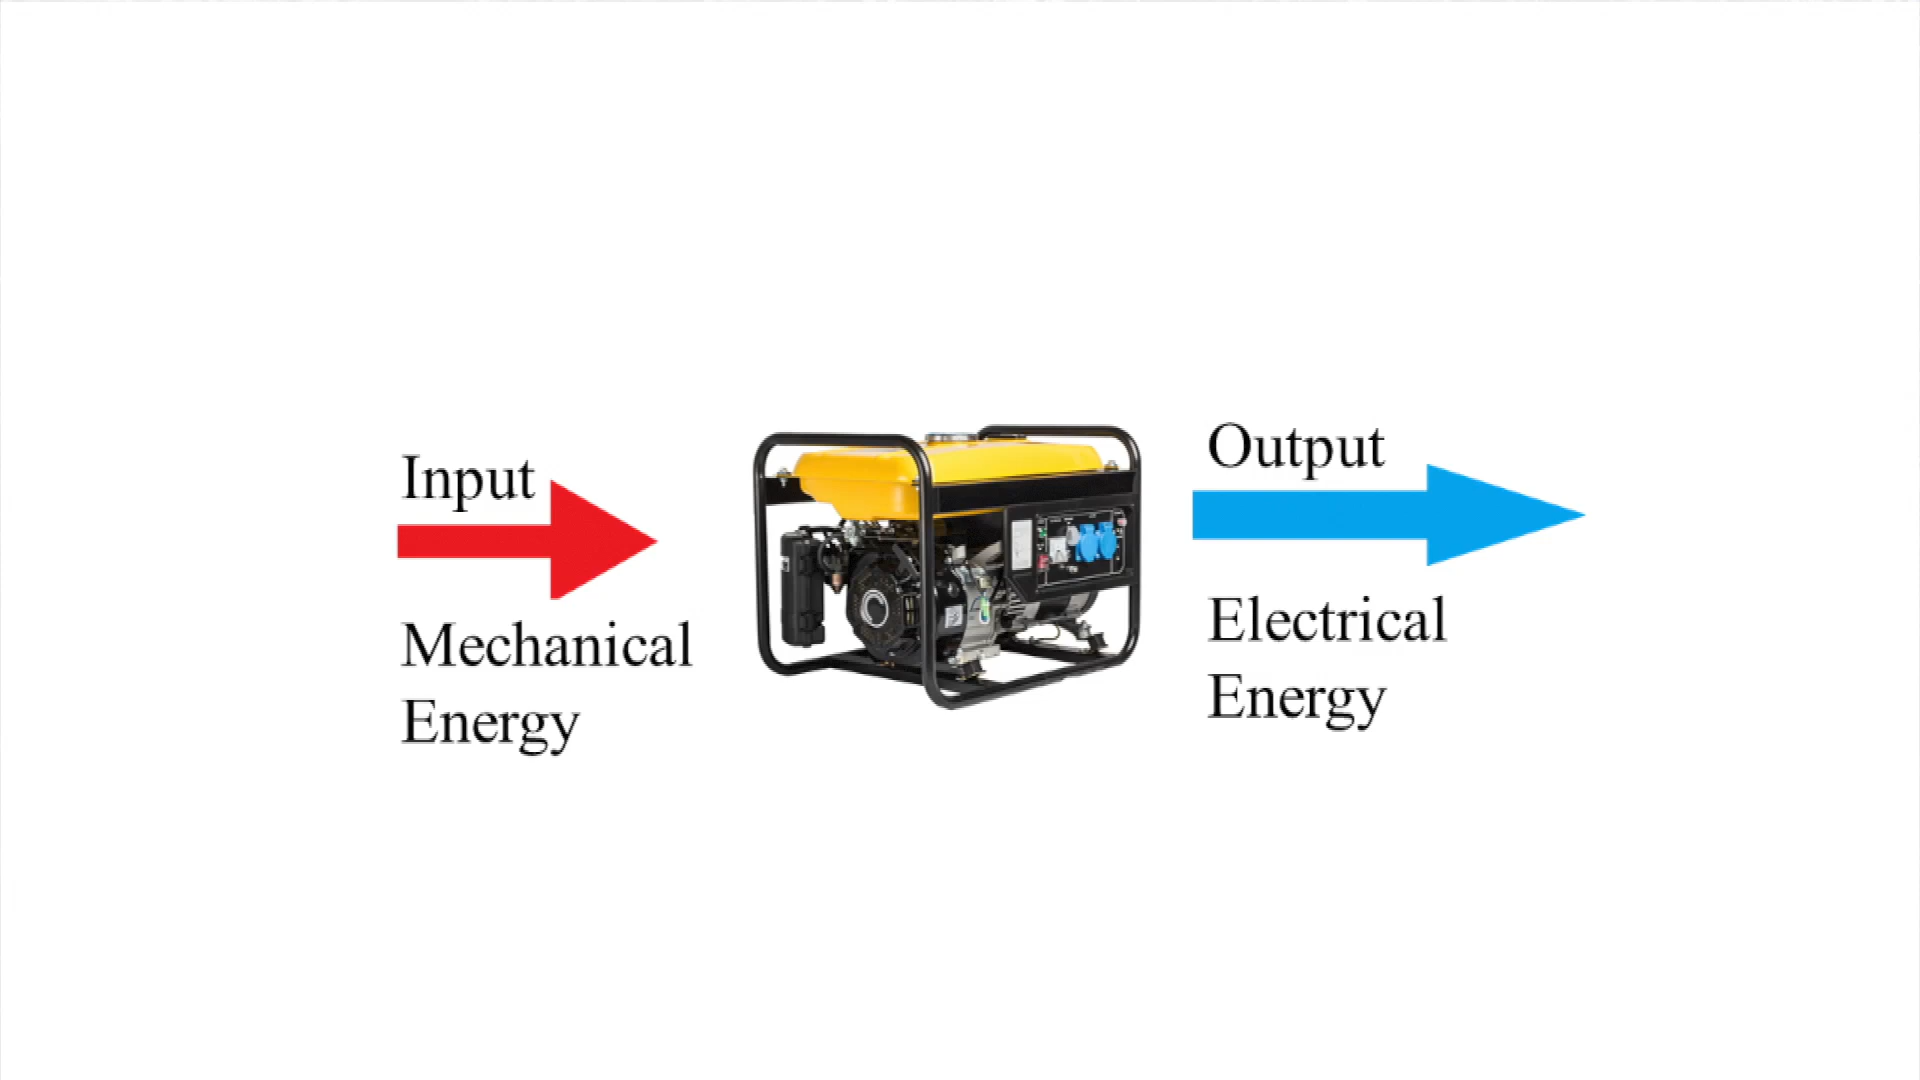 Input
Mechanical
Energy
Output
Electrical
Energy